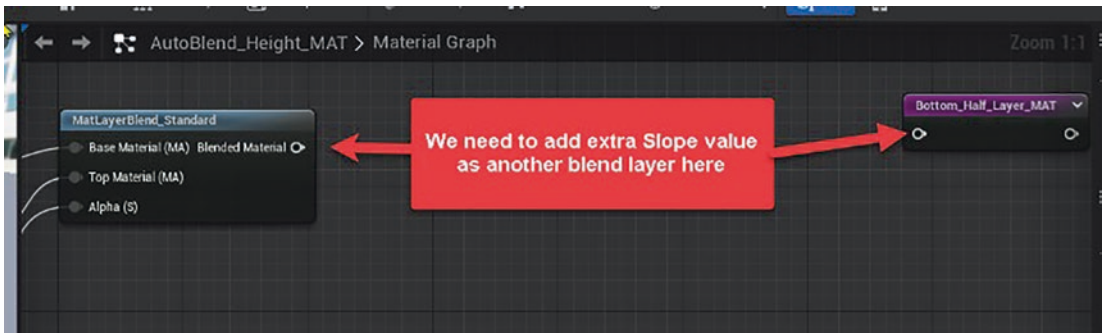 AutoBlend_Height_MAT > Material Graph
Zoom 1:1
MatLayerBlend_Standard
Base Material (MA) Blended Material
Top Material (MA)
Alpha (S)
We need to add extra Slope value
as another blend layer here
Bottom_Half_Layer_MAT